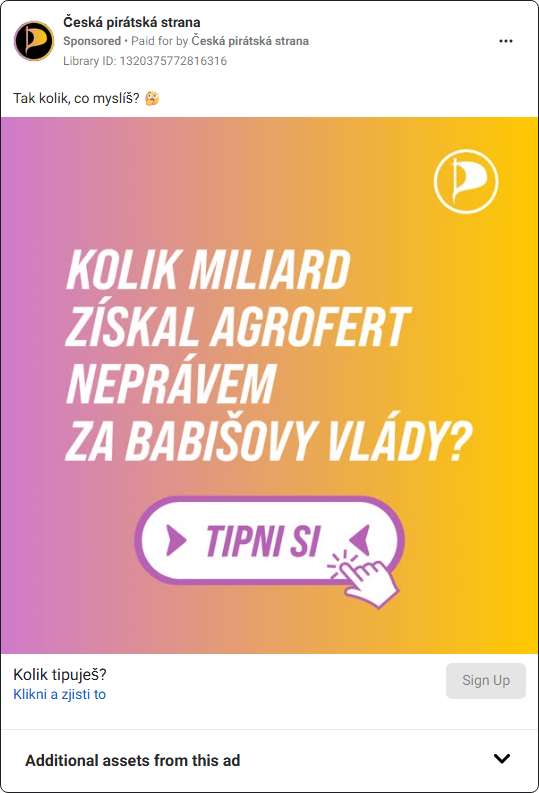 Česká pirátská strana
Sponsored • Paid for by Česká pirátská strana
Library ID: 1320375772816316
Tak kolik, co myslíš? 🤔
KOLIK MILIARD
ZÍSKAL AGROFERT
NEPRÁVEM
ZA BABIŠOVY VLÁDY?
TIPNI SI
Kolik tipuješ?
Klikni a zjisti to
Sign Up
Additional assets from this ad